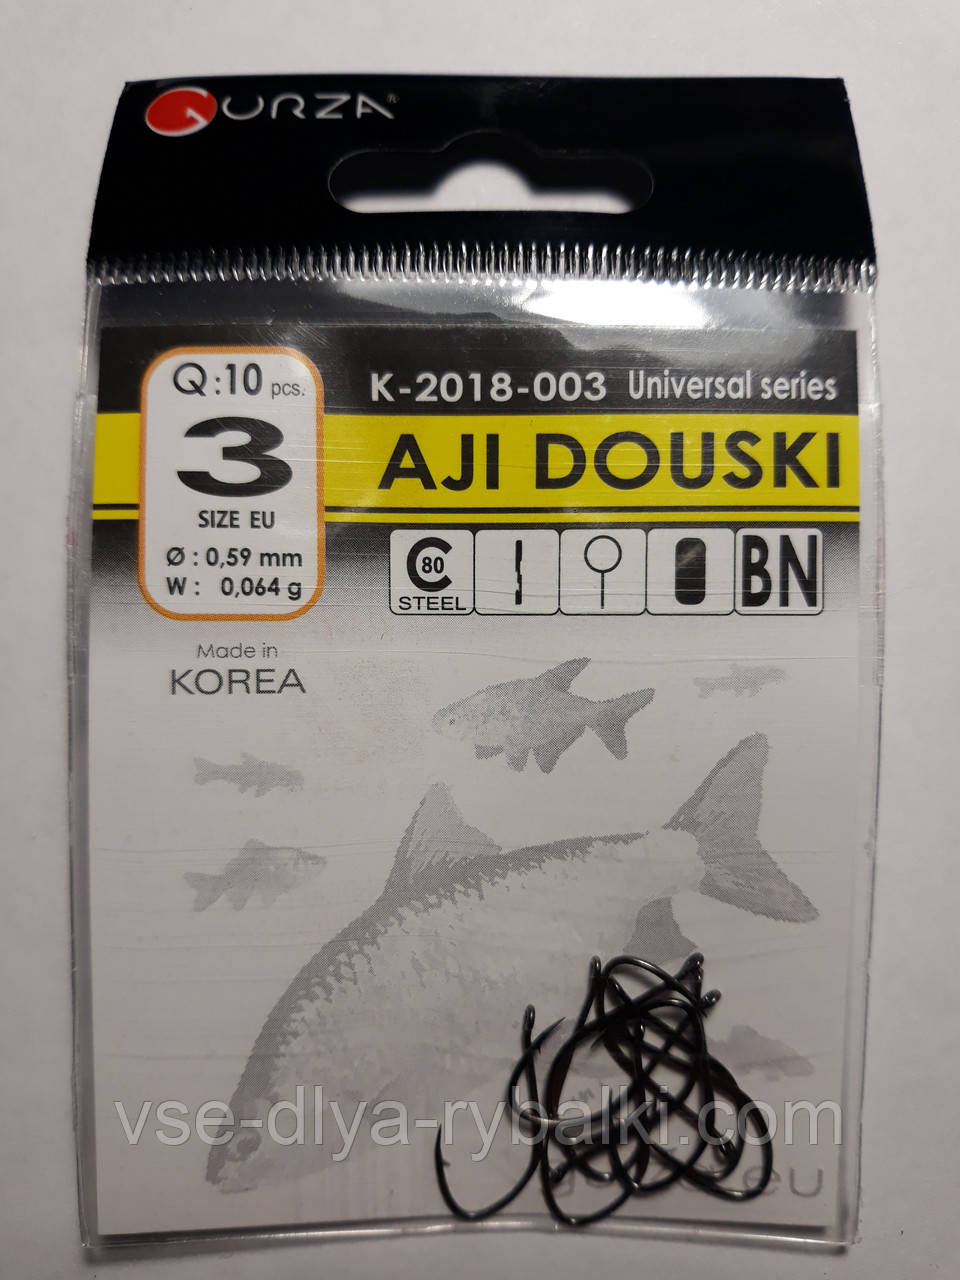 GURZA®
Q:10 pcs.
3
SIZE EU
Ø : 0,59 mm
W : 0,064 g
K-2018-003 Universal series
AJI DOUSKI
C 80
STEEL
BN
Made in
KOREA
vse-dlya-rybalki.com